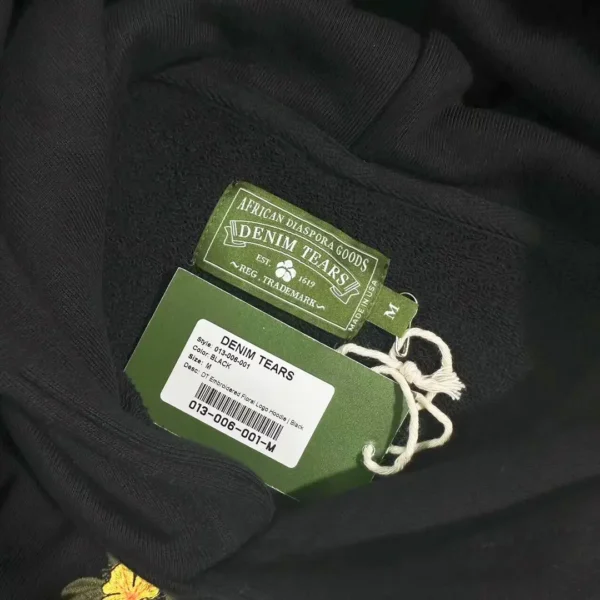 AFRICAN DIASPORA GOODS
DENIM TEARS
EST. 1619
~REG. TRADEMARK~
MADE IN USA
M
DENIM TEARS
Style: 013-006-001
Color: BLACK
Size: M
Desc: DT Embroidered Floral Logo Hoodie | Black
013-006-001-M